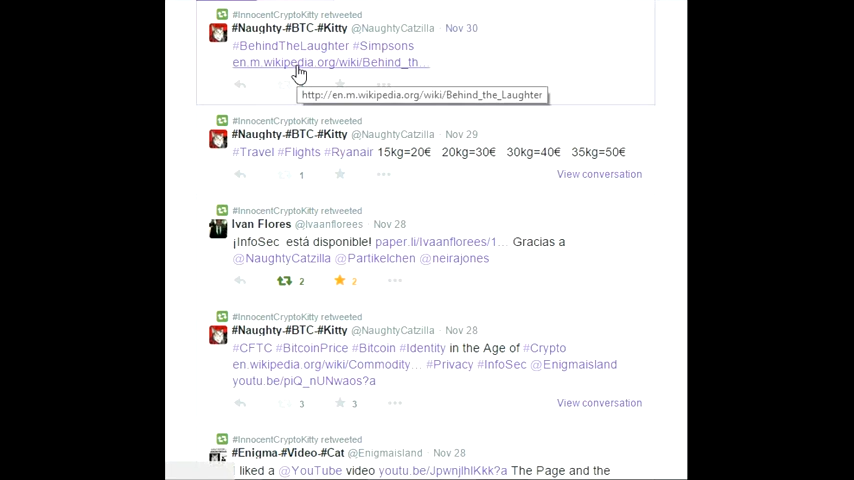 #InnocentCryptoKitty retweeted
#Naughty-#BTC-#Kitty @NaughtyCatzilla Nov 30
#BehindTheLaughter #Simpsons
en.m.wikipedia.org/wiki/Behind_th...
http://en.m.wikipedia.org/wiki/Behind_the_Laughter
#InnocentCryptoKitty retweeted
#Naughty-#BTC-#Kitty @NaughtyCatzilla Nov 29
#Travel #Flights #Ryanair 15kg=20€ 20kg=30€ 30kg=40€ 35kg=50€
1 View conversation
#InnocentCryptoKitty retweeted
Ivan Flores @Ivaanflorees Nov 28
¡InfoSec está disponible! paper.li/Ivaanflorees/1... Gracias a
@NaughtyCatzilla @Partikelchen @neirajones
2 2
#InnocentCryptoKitty retweeted
#Naughty-#BTC-#Kitty @NaughtyCatzilla Nov 28
#CFTC #BitcoinPrice #Bitcoin #Identity in the Age of #Crypto
en.wikipedia.org/wiki/Commodity... #Privacy #InfoSec @Enigmaisland
youtu.be/piQ_nUNwaos?a
3 3 View conversation
#InnocentCryptoKitty retweeted
#Enigma-#Video-#Cat @Enigmaisland Nov 28
I liked a @YouTube video youtu.be/JpwnjlhlKkk?a The Page and the